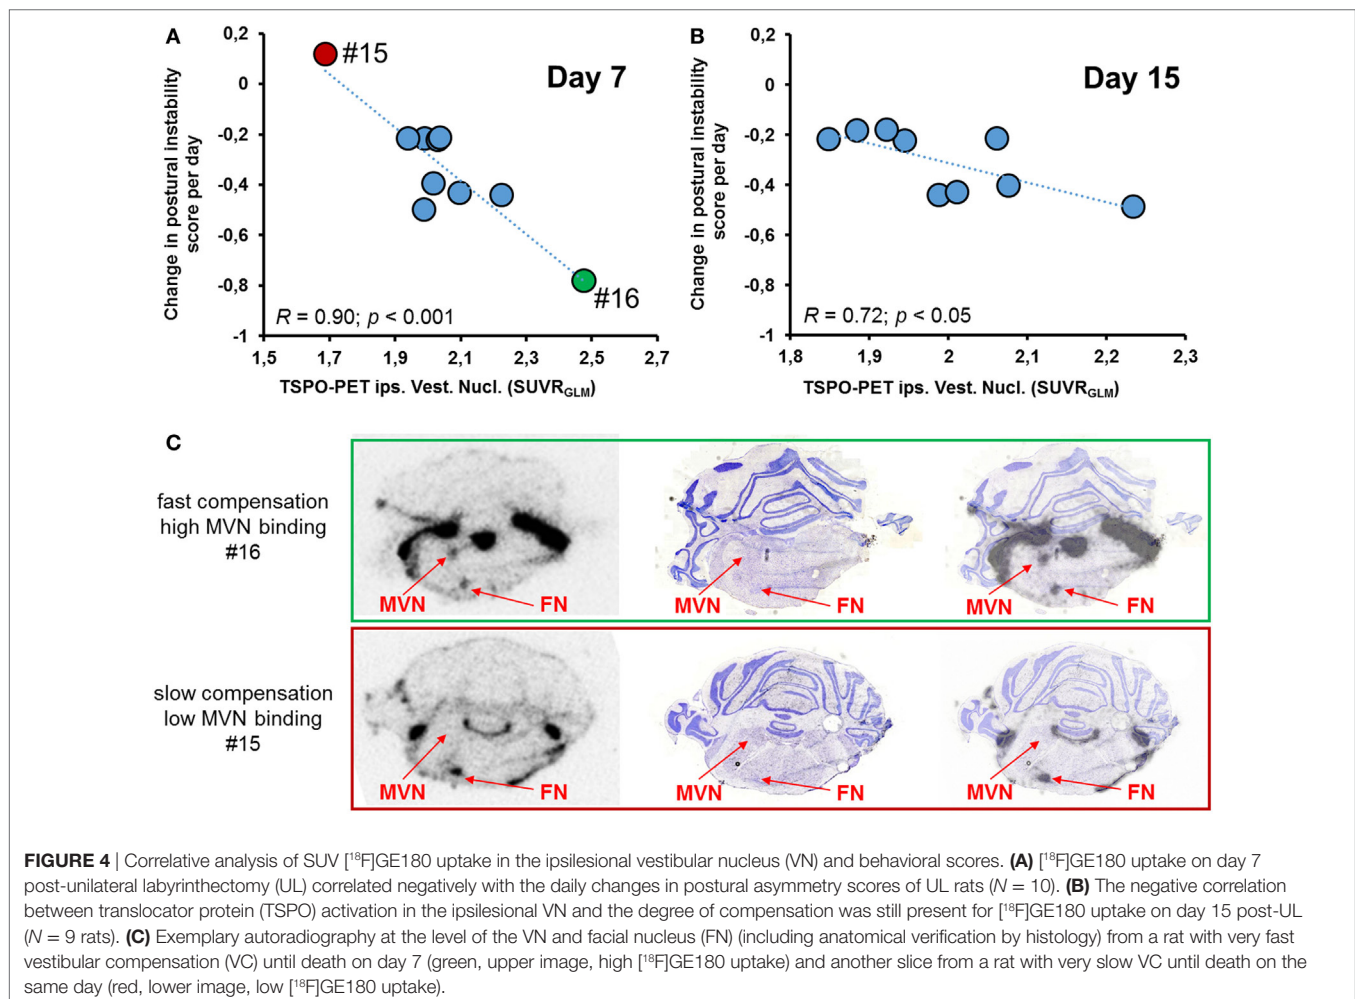 A
0,2
0
-0,2
-0,4
-0,6
-0,8
-1
Change in postural instability
score per day
#15
Day 7
#16
R = 0.90; p < 0.001
1,5 1,7 1,9 2,1 2,3 2,5 2,7
TSPO-PET ips. Vest. Nucl. (SUVRGLM)
B
0,2
0
-0,2
-0,4
-0,6
-0,8
-1
Change in postural instability
score per day
Day 15
R = 0.72; p < 0.05
1,8 1,9 2 2,1 2,2 2,3
TSPO-PET ips. Vest. Nucl. (SUVRGLM)
C
fast compensation
high MVN binding
#16
MVN FN MVN FN MVN FN
slow compensation
low MVN binding
#15
MVN FN MVN FN MVN FN
FIGURE 4 | Correlative analysis of SUV [18F]GE180 uptake in the ipsilesional vestibular nucleus (VN) and behavioral scores. (A) [18F]GE180 uptake on day 7
post-unilateral labyrinthectomy (UL) correlated negatively with the daily changes in postural asymmetry scores of UL rats (N = 10). (B) The negative correlation
between translocator protein (TSPO) activation in the ipsilesional VN and the degree of compensation was still present for [18F]GE180 uptake on day 15 post-UL
(N = 9 rats). (C) Exemplary autoradiography at the level of the VN and facial nucleus (FN) (including anatomical verification by histology) from a rat with very fast
vestibular compensation (VC) until death on day 7 (green, upper image, high [18F]GE180 uptake) and another slice from a rat with very slow VC until death on the
same day (red, lower image, low [18F]GE180 uptake).